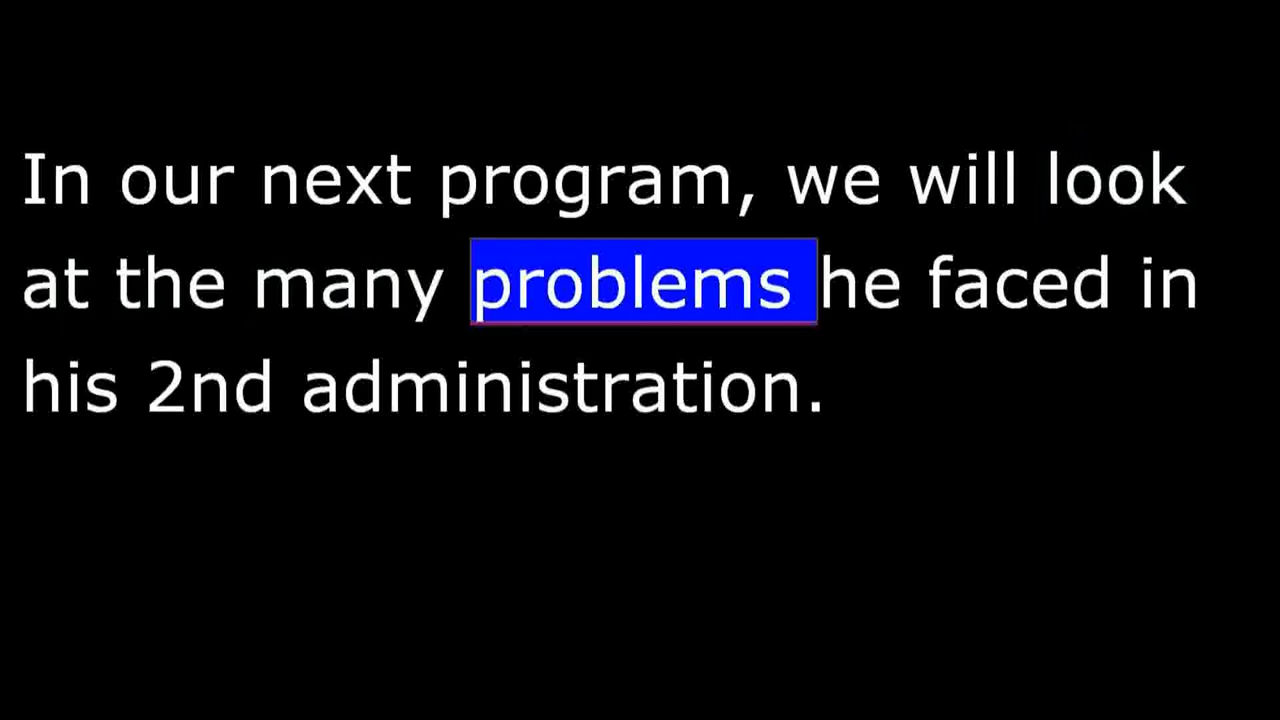 In our next program, we will look
at the many problems he faced in
his 2nd administration.